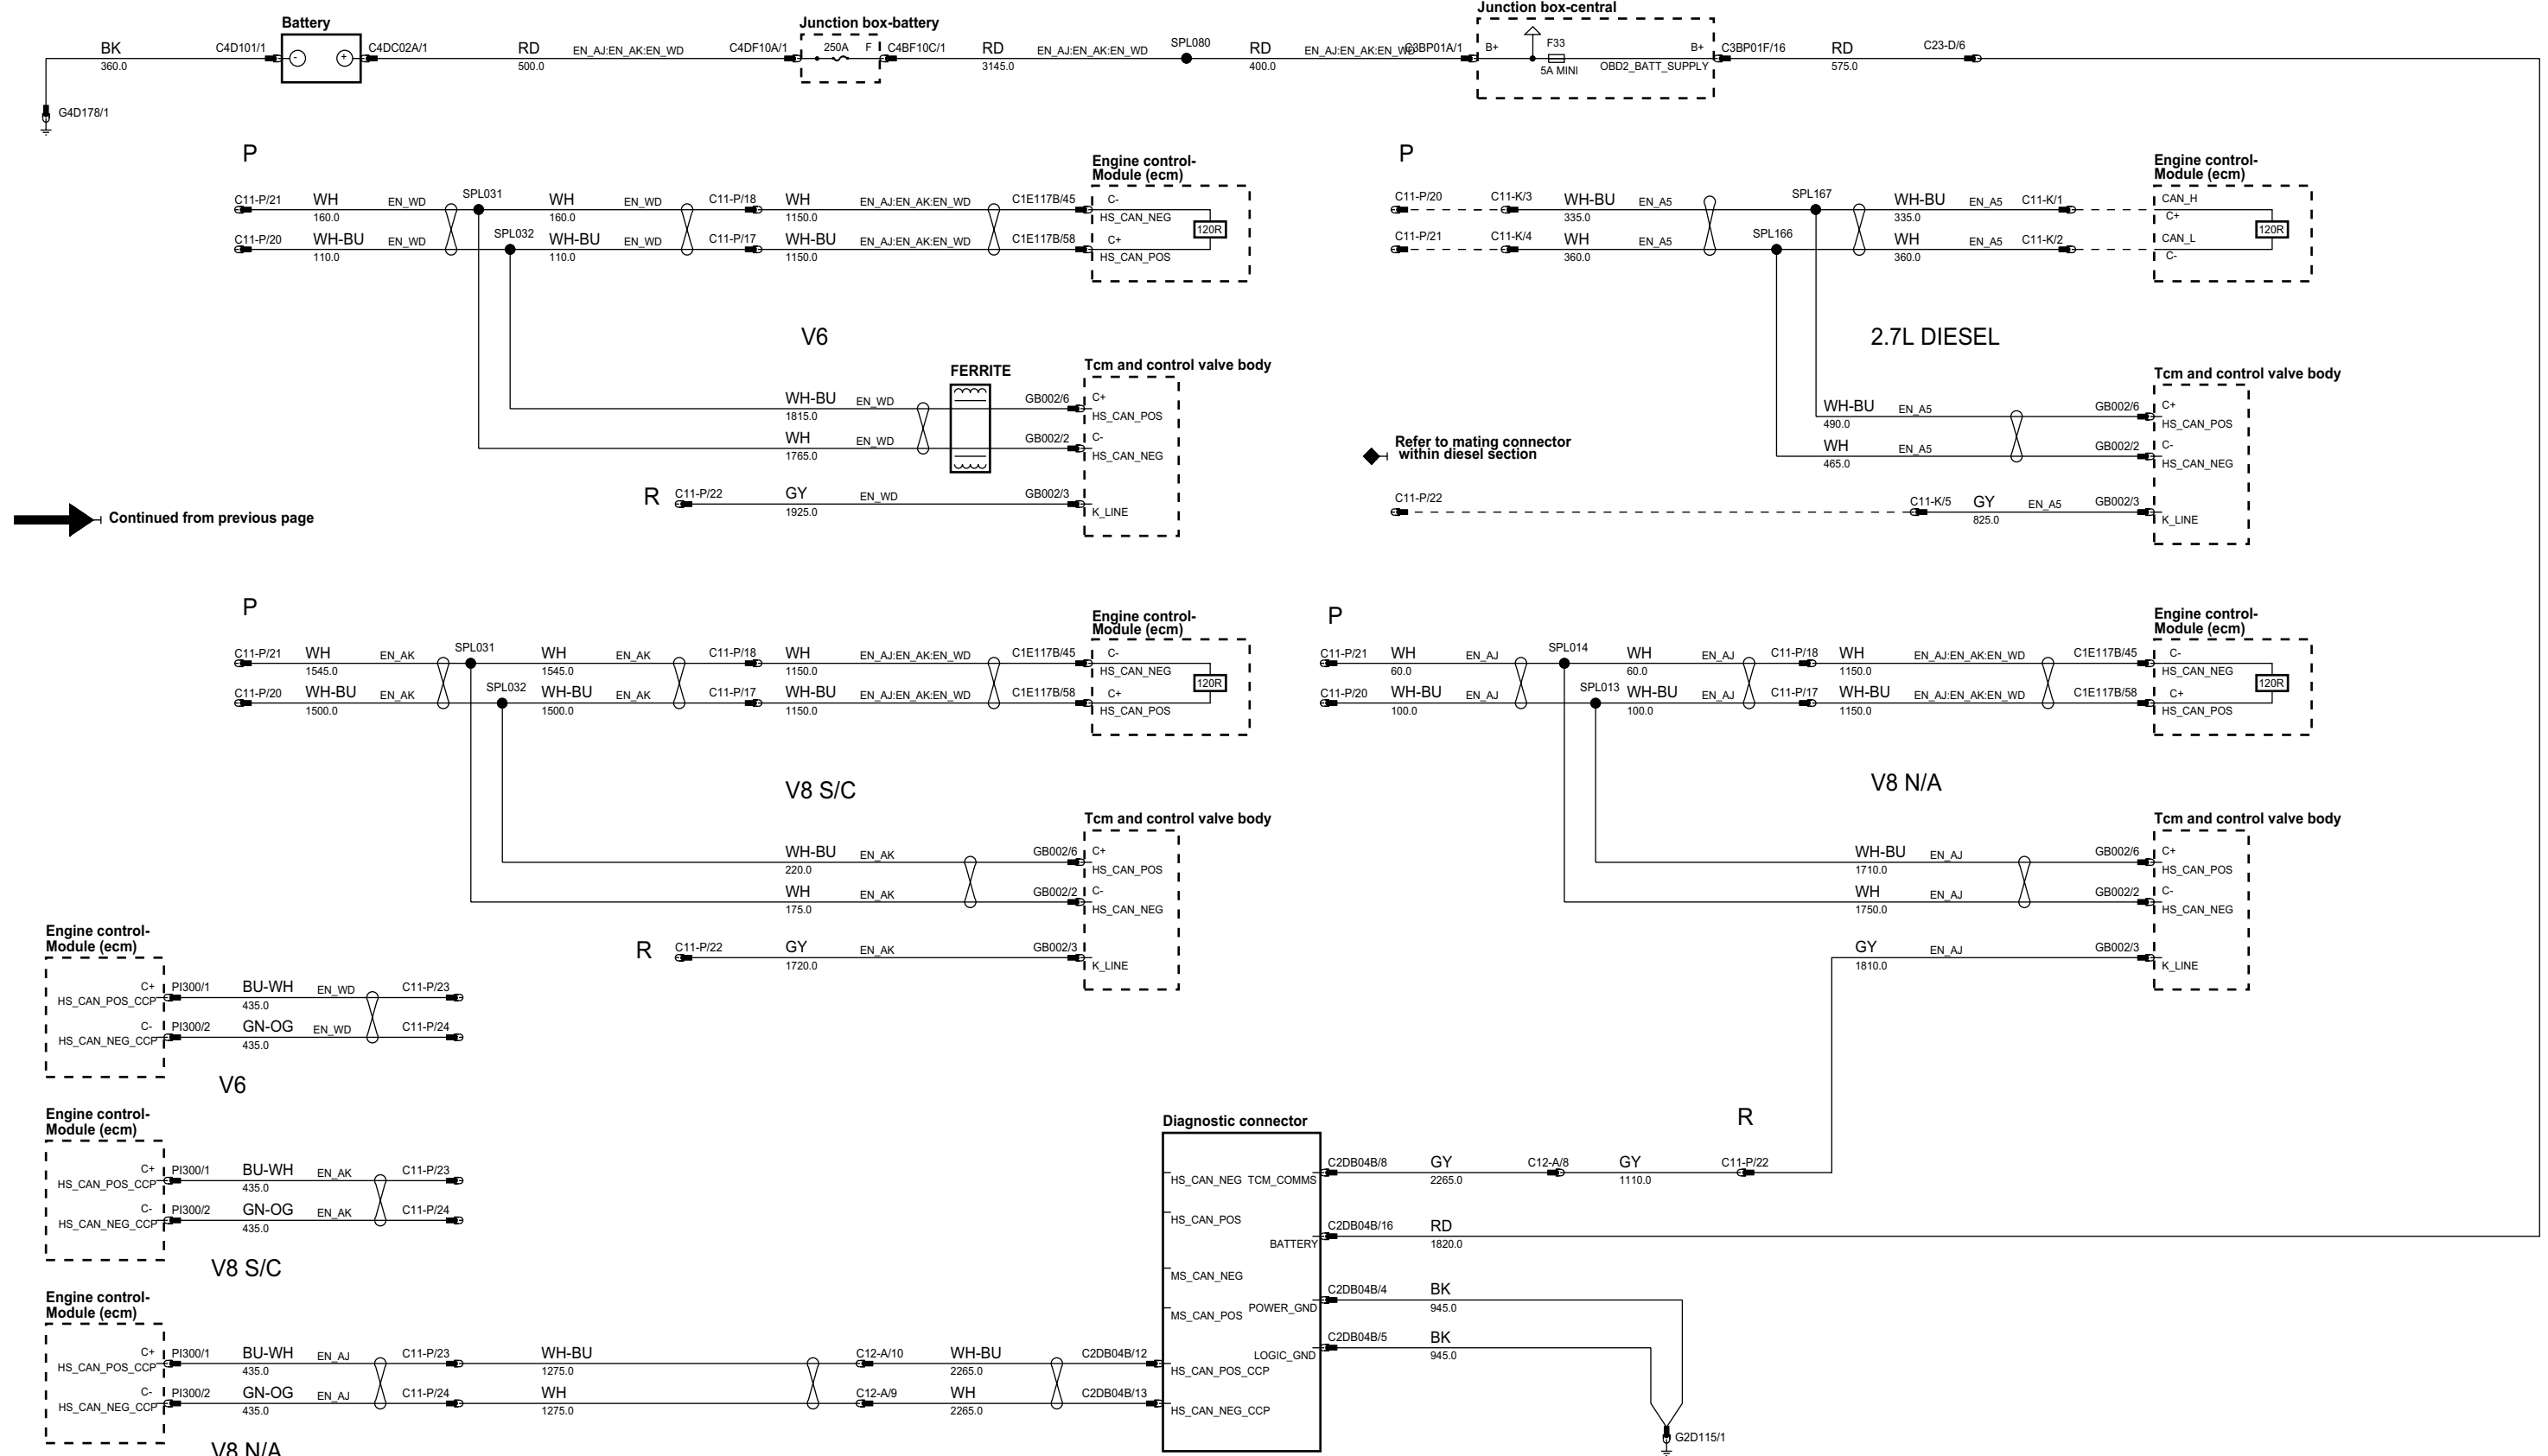 Battery
Junction box-battery
Junction box-central
BK
360.0
C4D101/1
-
+
C4DC02A/1
RD
500.0
EN_AJ:EN_AK:EN_WD
C4DF10A/1
250A
F
C4BF10C/1
RD
3145.0
EN_AJ:EN_AK:EN_WD
SPL080
RD
400.0
EN_AJ:EN_AK:EN_WD
C3BP01A/1
B+
F33
5A MINI
B+
OBD2_BATT_SUPPLY
C3BP01F/16
RD
575.0
C23-D/6
G4D178/1
P
C11-P/21
WH
160.0
EN_WD
SPL031
WH
160.0
EN_WD
C11-P/18
WH
1150.0
EN_AJ:EN_AK:EN_WD
C1E117B/45
Engine control-
Module (ecm)
C-
HS_CAN_NEG
120R
C11-P/20
WH-BU
110.0
EN_WD
SPL032
WH-BU
110.0
EN_WD
C11-P/17
WH-BU
1150.0
EN_AJ:EN_AK:EN_WD
C1E117B/58
C+
HS_CAN_POS
V6
FERRITE
Tcm and control valve body
WH-BU
1815.0
EN_WD
GB002/6
C+
HS_CAN_POS
WH
1765.0
EN_WD
GB002/2
C-
HS_CAN_NEG
R
C11-P/22
GY
1925.0
EN_WD
GB002/3
K_LINE
Continued from previous page
P
C11-P/20
C11-K/3
WH-BU
335.0
EN_A5
SPL167
WH-BU
335.0
EN_A5
C11-K/1
Engine control-
Module (ecm)
CAN_H
C+
120R
C11-P/21
C11-K/4
WH
360.0
EN_A5
SPL166
WH
360.0
EN_A5
C11-K/2
CAN_L
C-
2.7L DIESEL
Tcm and control valve body
WH-BU
490.0
EN_A5
GB002/6
C+
HS_CAN_POS
WH
465.0
EN_A5
GB002/2
C-
HS_CAN_NEG
Refer to mating connector
within diesel section
C11-P/22
C11-K/5
GY
825.0
EN_A5
GB002/3
K_LINE
P
C11-P/21
WH
1545.0
EN_AK
SPL031
WH
1545.0
EN_AK
C11-P/18
WH
1150.0
EN_AJ:EN_AK:EN_WD
C1E117B/45
Engine control-
Module (ecm)
C-
HS_CAN_NEG
120R
C11-P/20
WH-BU
1500.0
EN_AK
SPL032
WH-BU
1500.0
EN_AK
C11-P/17
WH-BU
1150.0
EN_AJ:EN_AK:EN_WD
C1E117B/58
C+
HS_CAN_POS
V8 S/C
Tcm and control valve body
WH-BU
220.0
EN_AK
GB002/6
C+
HS_CAN_POS
WH
175.0
EN_AK
GB002/2
C-
HS_CAN_NEG
R
C11-P/22
GY
1720.0
EN_AK
GB002/3
K_LINE
P
C11-P/21
WH
60.0
EN_AJ
SPL014
WH
60.0
EN_AJ
C11-P/18
WH
1150.0
EN_AJ:EN_AK:EN_WD
C1E117B/45
Engine control-
Module (ecm)
C-
HS_CAN_NEG
120R
C11-P/20
WH-BU
100.0
EN_AJ
SPL013
WH-BU
100.0
EN_AJ
C11-P/17
WH-BU
1150.0
EN_AJ:EN_AK:EN_WD
C1E117B/58
C+
HS_CAN_POS
V8 N/A
Tcm and control valve body
WH-BU
1710.0
EN_AJ
GB002/6
C+
HS_CAN_POS
WH
1750.0
EN_AJ
GB002/2
C-
HS_CAN_NEG
GY
1810.0
EN_AJ
GB002/3
K_LINE
Engine control-
Module (ecm)
C+
HS_CAN_POS_CCP
PI300/1
BU-WH
435.0
EN_WD
C11-P/23
C-
HS_CAN_NEG_CCP
PI300/2
GN-OG
435.0
EN_WD
C11-P/24
V6
Engine control-
Module (ecm)
C+
HS_CAN_POS_CCP
PI300/1
BU-WH
435.0
EN_AK
C11-P/23
C-
HS_CAN_NEG_CCP
PI300/2
GN-OG
435.0
EN_AK
C11-P/24
V8 S/C
Engine control-
Module (ecm)
C+
HS_CAN_POS_CCP
PI300/1
BU-WH
435.0
EN_AJ
C11-P/23
WH-BU
1275.0
C12-A/10
WH-BU
2265.0
C2DB04B/12
C-
HS_CAN_NEG_CCP
PI300/2
GN-OG
435.0
EN_AJ
C11-P/24
WH
1275.0
C12-A/9
WH
2265.0
C2DB04B/13
V8 N/A
Diagnostic connector
HS_CAN_NEG
TCM_COMMS
HS_CAN_POS
BATTERY
MS_CAN_NEG
MS_CAN_POS
POWER_GND
LOGIC_GND
HS_CAN_POS_CCP
HS_CAN_NEG_CCP
C2DB04B/8
GY
2265.0
C12-A/8
GY
1110.0
C11-P/22
R
C2DB04B/16
RD
1820.0
C2DB04B/4
BK
945.0
C2DB04B/5
BK
945.0
G2D115/1